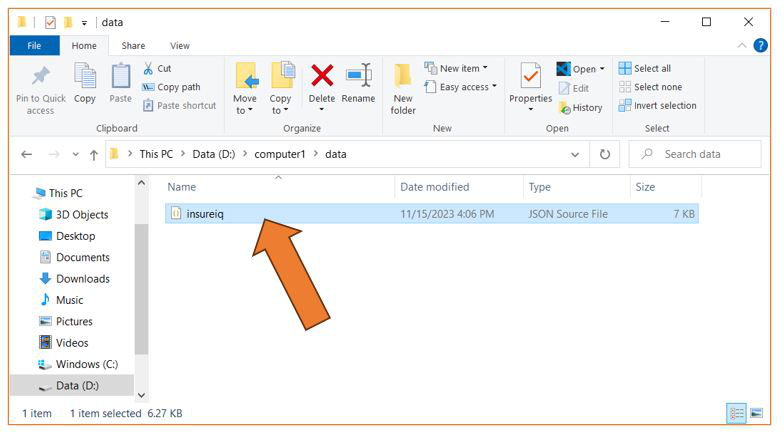 data
File Home Share View
Pin to Quick access
Copy
Paste
Cut
Copy path
Paste shortcut
Clipboard
Move to
Copy to
Delete
Rename
Organize
New folder
New item
Easy access
New
Properties
Open
Edit
History
Open
Select all
Select none
Invert selection
Select
This PC > Data (D:) > computer1 > data
Search data
This PC
3D Objects
Desktop
Documents
Downloads
Music
Pictures
Videos
Windows (C:)
Data (D:)
Name Date modified Type Size
insureiq 11/15/2023 4:06 PM JSON Source File 7 KB
1 item 1 item selected 6.27 KB